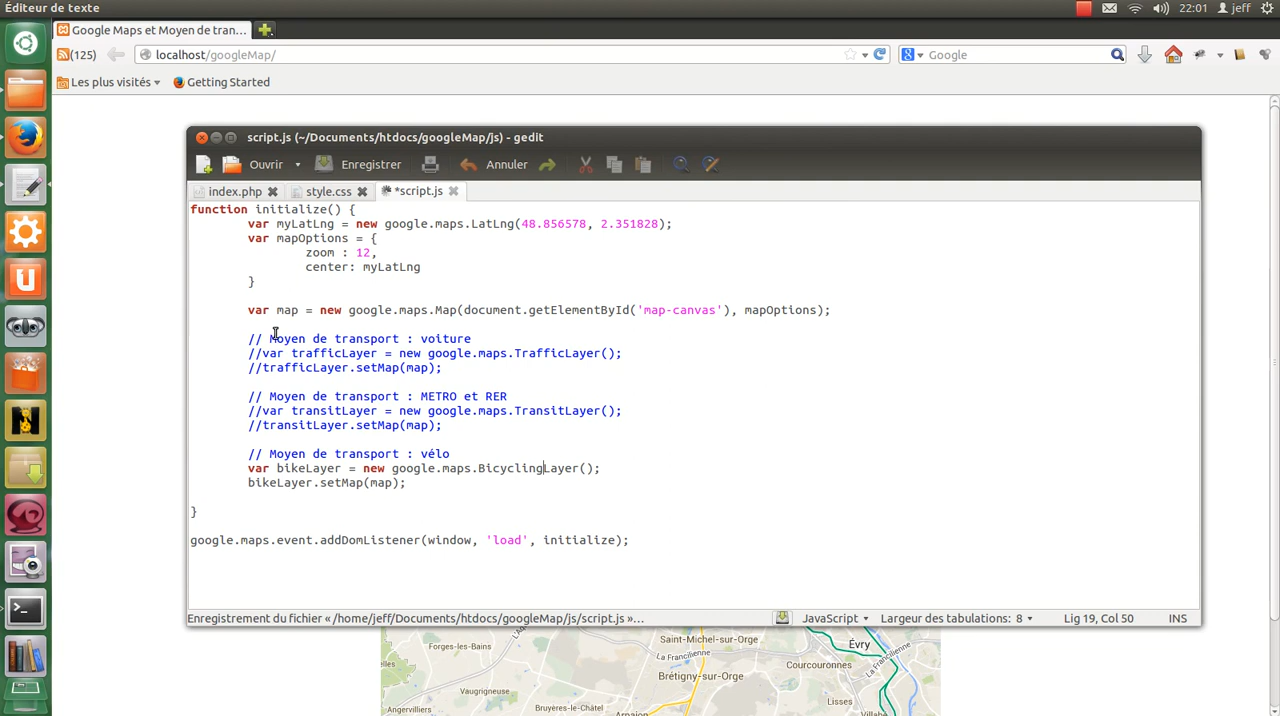 Éditeur de texte
22:01 jeff
Google Maps et Moyen de tran...
(125) localhost/googleMap/ Google
Les plus visités Getting Started
script.js (~/Documents/htdocs/googleMap/js) - gedit
Ouvrir Enregistrer Annuler
index.php style.css *script.js
function initialize() {
var myLatLng = new google.maps.LatLng(48.856578, 2.351828);
var mapOptions = {
zoom : 12,
center: myLatLng
}
var map = new google.maps.Map(document.getElementById('map-canvas'), mapOptions);
// Moyen de transport : voiture
//var trafficLayer = new google.maps.TrafficLayer();
//trafficLayer.setMap(map);
// Moyen de transport : METRO et RER
//var transitLayer = new google.maps.TransitLayer();
//transitLayer.setMap(map);
// Moyen de transport : vélo
var bikeLayer = new google.maps.BicyclingLayer();
bikeLayer.setMap(map);
}
google.maps.event.addDomListener(window, 'load', initialize);
Enregistrement du fichier « /home/jeff/Documents/htdocs/googleMap/js/script.js »... JavaScript Largeur des tabulations: 8 Lig 19, Col 50 INS
Saint-Michel-sur-Orge
Évry
Forges-les-Bains
La Francilienne
La Francilienne
Courcouronnes
Brétigny-sur-Orge
Vaugrigneuse
Lisses
Angervilliers
Bruyères-le-Châtel
Arpajon
Villabé